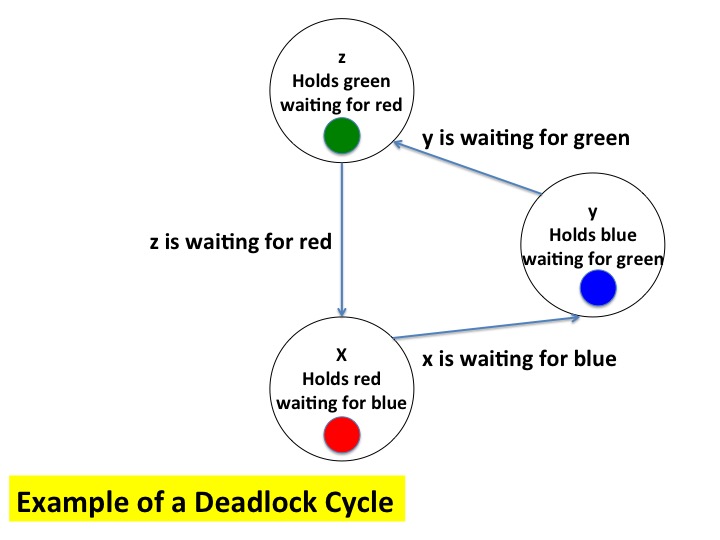 z
Holds green
waiting for red
y is waiting for green
y
Holds blue
waiting for green
z is waiting for red
X
Holds red
waiting for blue
x is waiting for blue
Example of a Deadlock Cycle